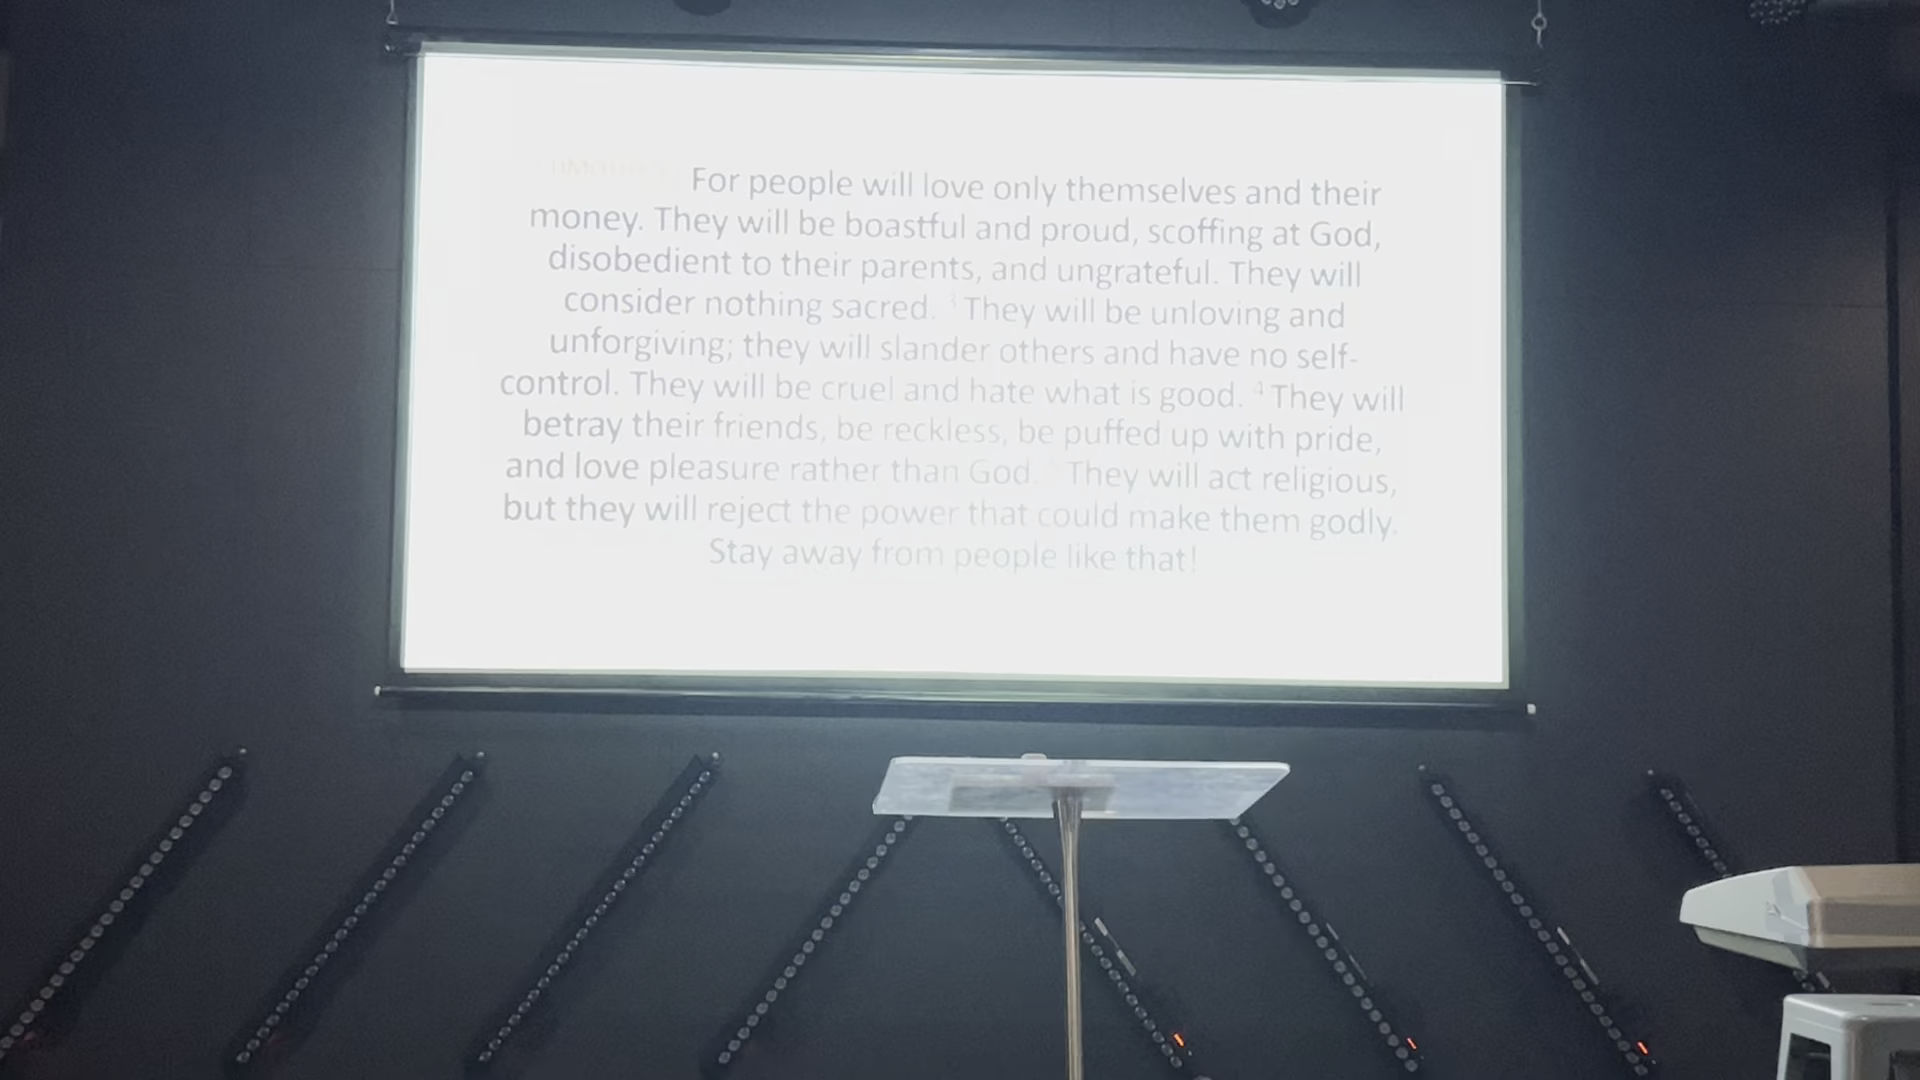 For people will love only themselves and their
money. They will be boastful and proud, scoffing at God,
disobedient to their parents, and ungrateful. They will
consider nothing sacred. 3 They will be unloving and
unforgiving; they will slander others and have no self-
control. They will be cruel and hate what is good. 4 They will
betray their friends, be reckless, be puffed up with pride,
and love pleasure rather than God. They will act religious,
but they will reject the power that could make them godly.
Stay away from people like that!